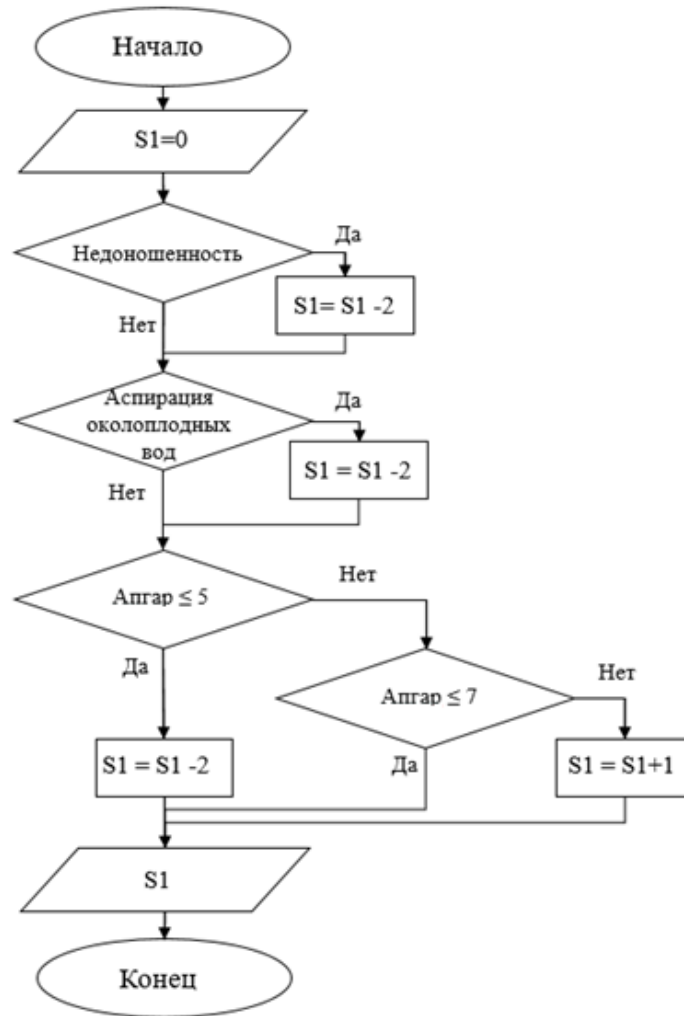 Начало
S1=0
Недоношенность
Да
S1= S1 -2
Нет
Аспирация
околоплодных
вод
Да
S1 = S1 -2
Нет
Апгар ≤ 5
Нет
Да
Апгар ≤ 7
Нет
S1 = S1 -2
Да
S1 = S1+1
S1
Конец